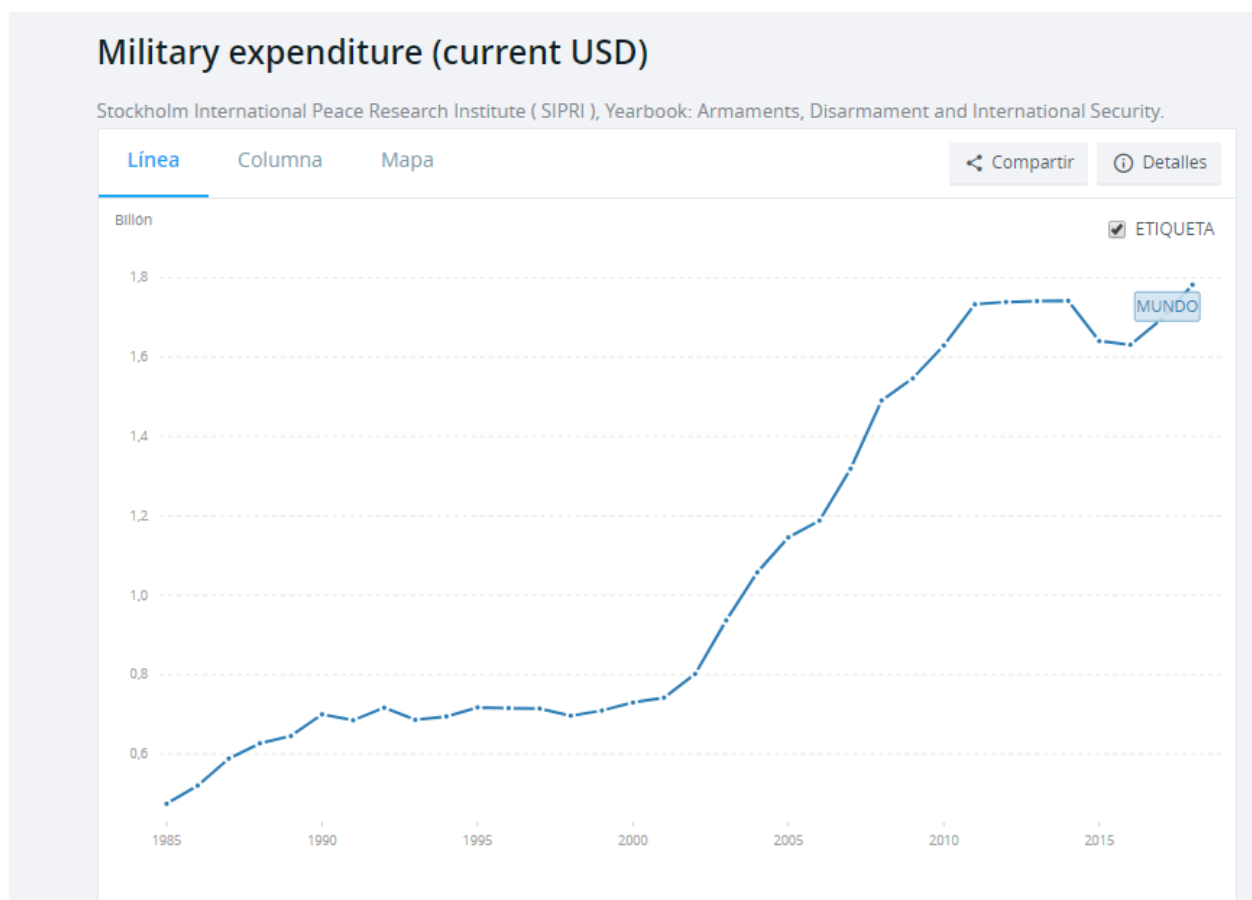 Military expenditure (current USD)
Stockholm International Peace Research Institute ( SIPRI ), Yearbook: Armaments, Disarmament and International Security.
Línea Columna Mapa Compartir Detalles
Billón
ETIQUETA
1,8
MUNDO
1,6
1,4
1,2
1,0
0,8
0,6
1985 1990 1995 2000 2005 2010 2015